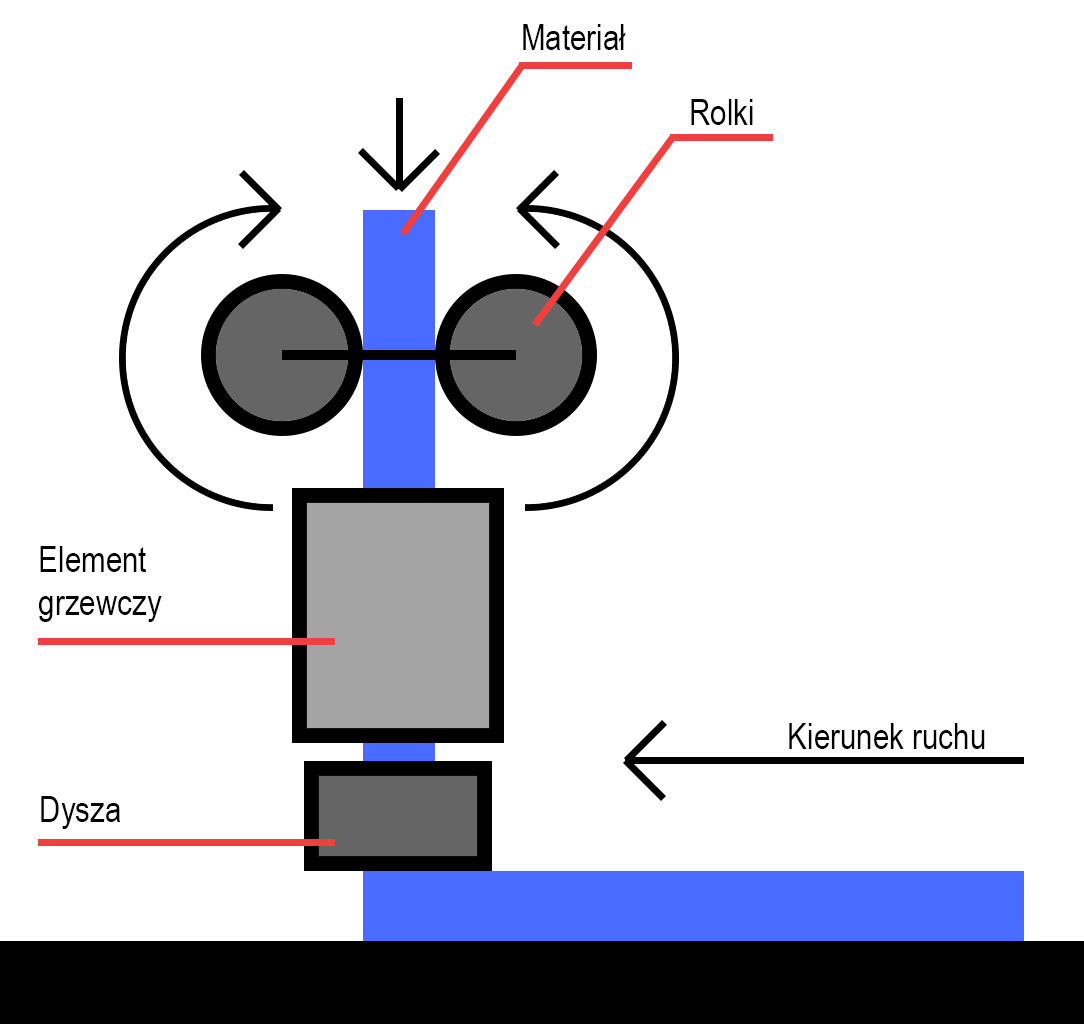 Materiał
Rolki
Element
grzewczy
Kierunek ruchu
Dysza